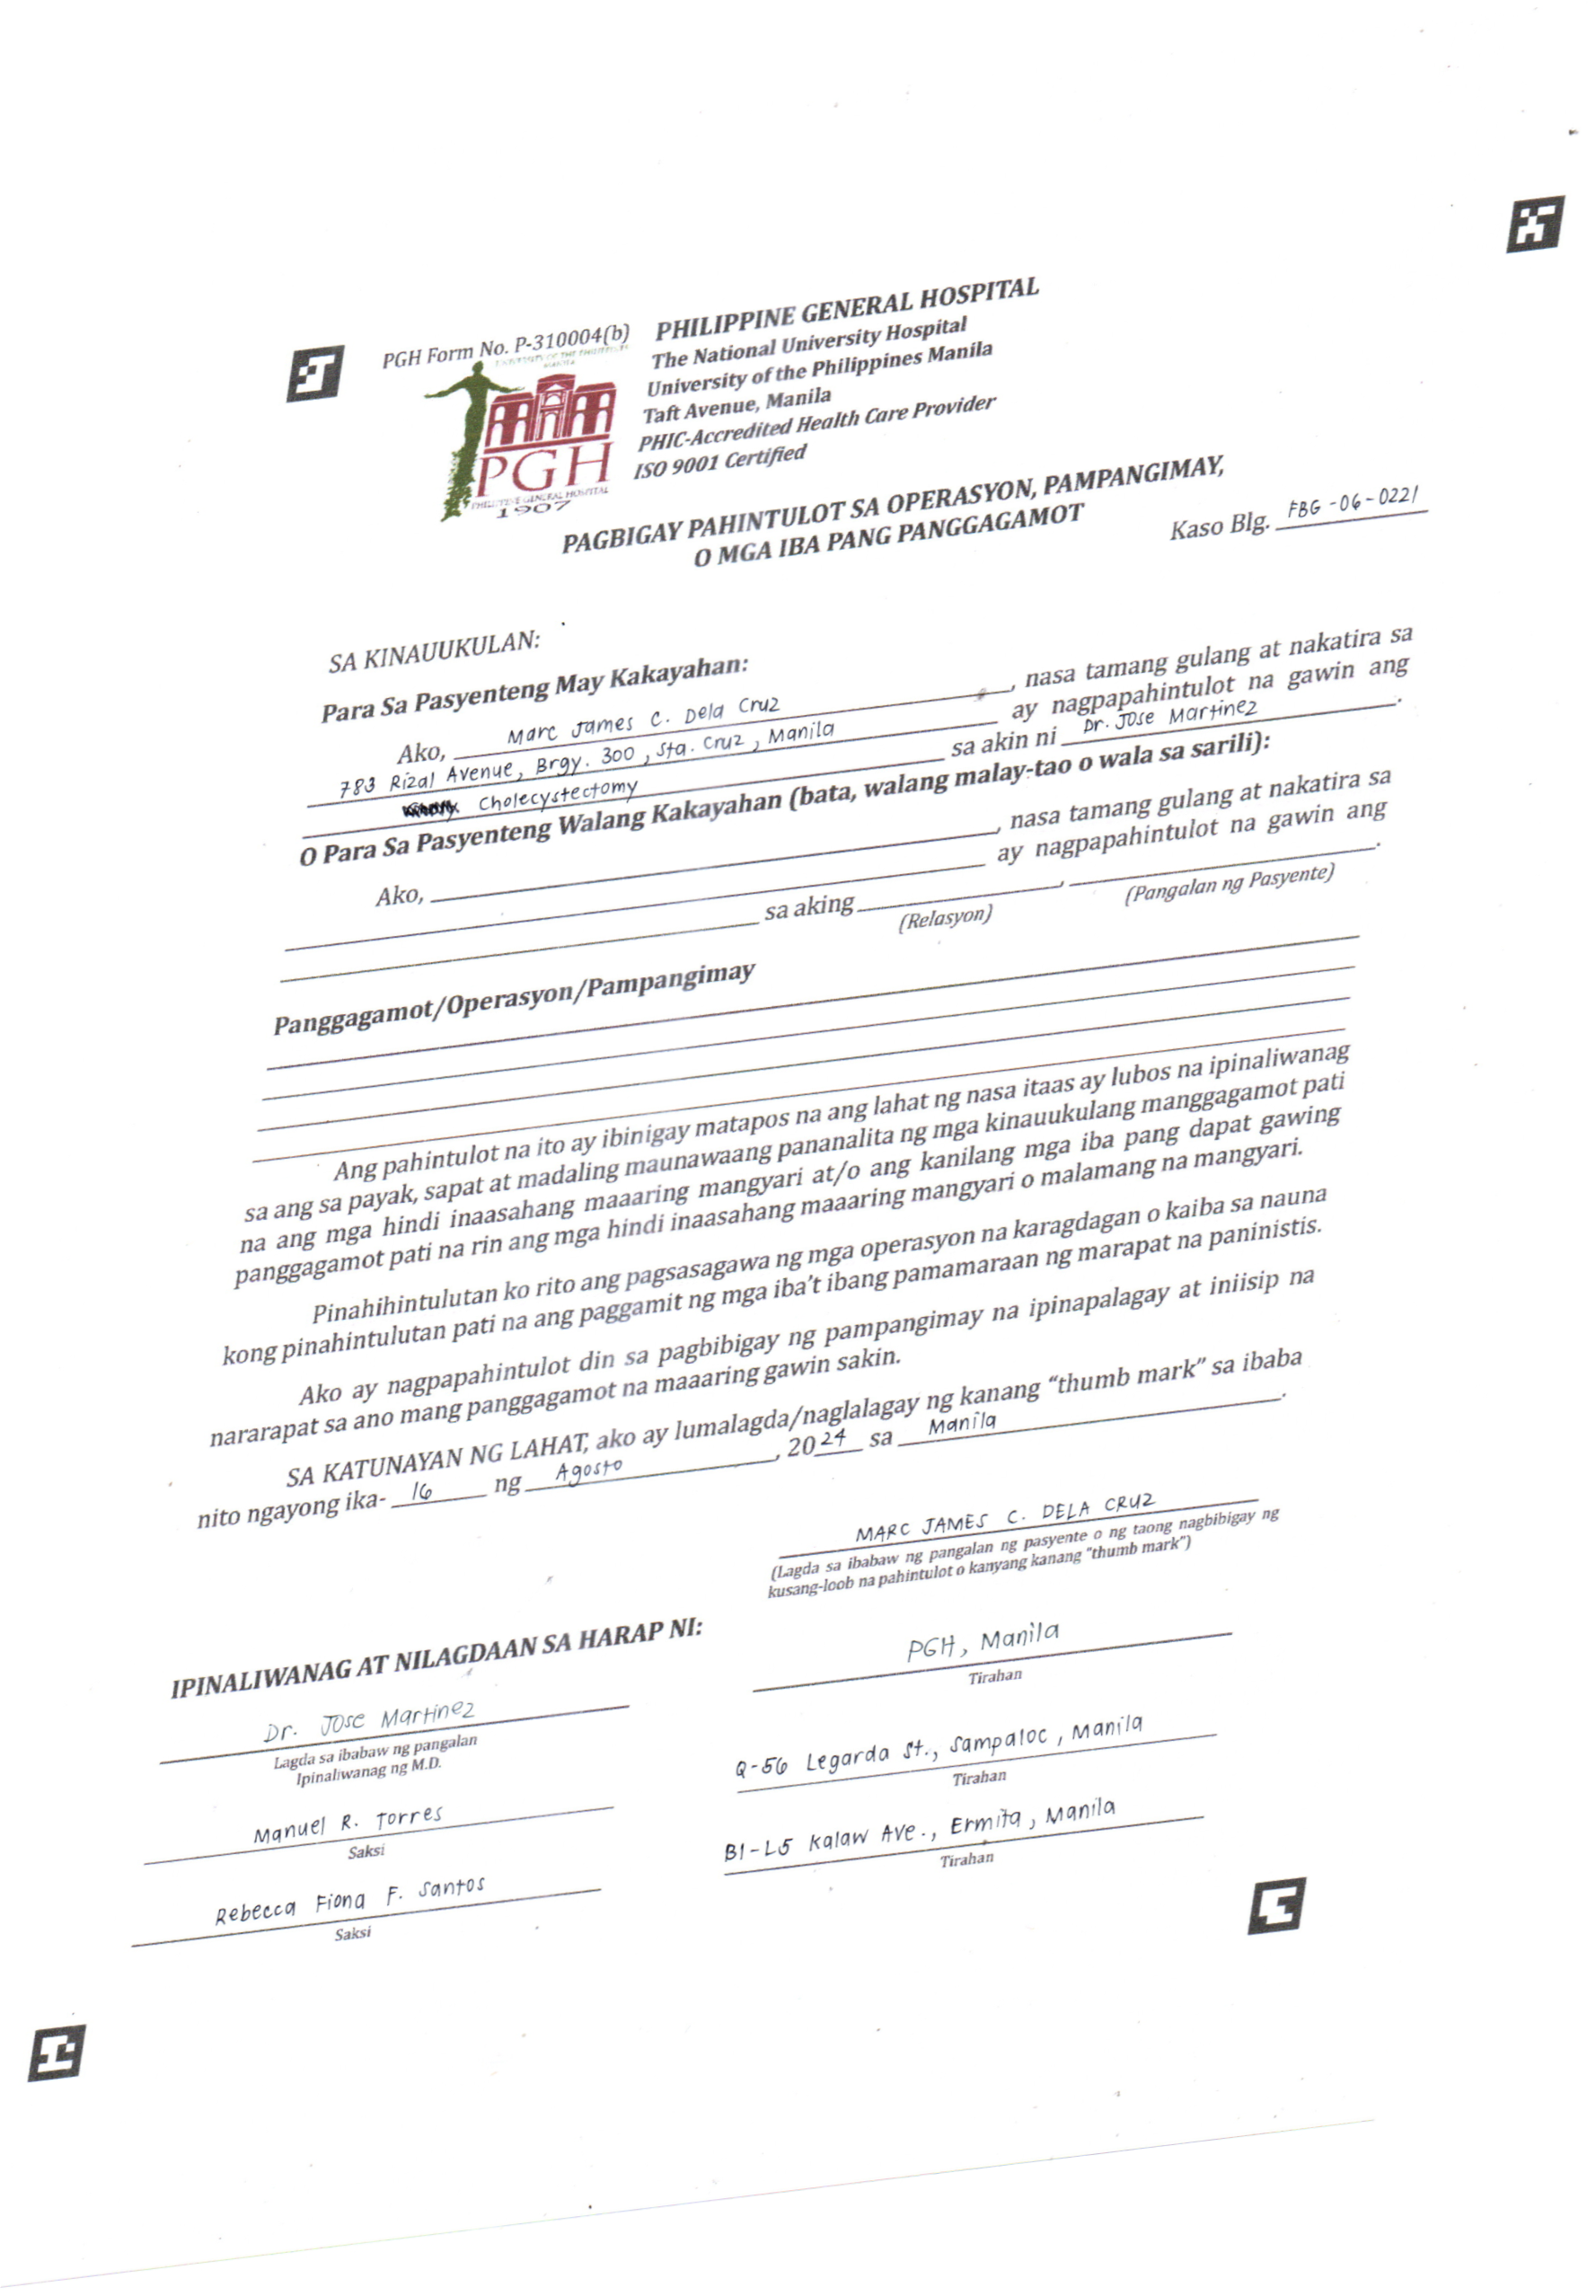 PGH Form No. P-310004(b)
UNIVERSITY OF THE PHILIPPINES
MANILA
PGH
PHILIPPINE GENERAL HOSPITAL
1907
PHILIPPINE GENERAL HOSPITAL
The National University Hospital
University of the Philippines Manila
Taft Avenue, Manila
PHIC-Accredited Health Care Provider
ISO 9001 Certified
PAGBIGAY PAHINTULOT SA OPERASYON, PAMPANGIMAY,
O MGA IBA PANG PANGGAGAMOT
Kaso Blg. FBG-06-0221
SA KINAUUKULAN:
Para Sa Pasyenteng May Kakayahan:
Ako, Marc James C. Dela Cruz, nasa tamang gulang at nakatira sa
783 Rizal Avenue, Brgy. 300, Sta. Cruz, Manila ay nagpapahintulot na gawin ang
Cholecystectomy sa akin ni Dr. Jose Martinez.
O Para Sa Pasyenteng Walang Kakayahan (bata, walang malay-tao o wala sa sarili):
Ako, , nasa tamang gulang at nakatira sa
ay nagpapahintulot na gawin ang
sa aking , .
(Relasyon) (Pangalan ng Pasyente)
Panggagamot/Operasyon/Pampangimay
Ang pahintulot na ito ay ibinigay matapos na ang lahat ng nasa itaas ay lubos na ipinaliwanag
sa ang sa payak, sapat at madaling maunawaang pananalita ng mga kinauukulang manggagamot pati
na ang mga hindi inaasahang maaaring mangyari at/o ang kanilang mga iba pang dapat gawing
panggagamot pati na rin ang mga hindi inaasahang maaaring mangyari o malamang na mangyari.
Pinahihintulutan ko rito ang pagsasagawa ng mga operasyon na karagdagan o kaiba sa nauna
kong pinahintulutan pati na ang paggamit ng mga iba't ibang pamamaraan ng marapat na paninistis.
Ako ay nagpapahintulot din sa pagbibigay ng pampangimay na ipinapalagay at iniisip na
nararapat sa ano mang panggagamot na maaaring gawin sakin.
SA KATUNAYAN NG LAHAT, ako ay lumalagda/naglalagay ng kanang "thumb mark" sa ibaba
nito ngayong ika- 16 ng Agosto, 2024 sa Manila.
MARC JAMES C. DELA CRUZ
(Lagda sa ibabaw ng pangalan ng pasyente o ng taong nagbibigay ng
kusang-loob na pahintulot o kanyang kanang "thumb mark")
IPINALIWANAG AT NILAGDAAN SA HARAP NI:
Dr. Jose Martinez
Lagda sa ibabaw ng pangalan
Ipinaliwanag ng M.D.
PGH, Manila
Tirahan
Manuel R. Torres
Saksi
Q-56 Legarda St., Sampaloc, Manila
Tirahan
Rebecca Fiona F. Santos
Saksi
B1-L5 Kalaw Ave., Ermita, Manila
Tirahan